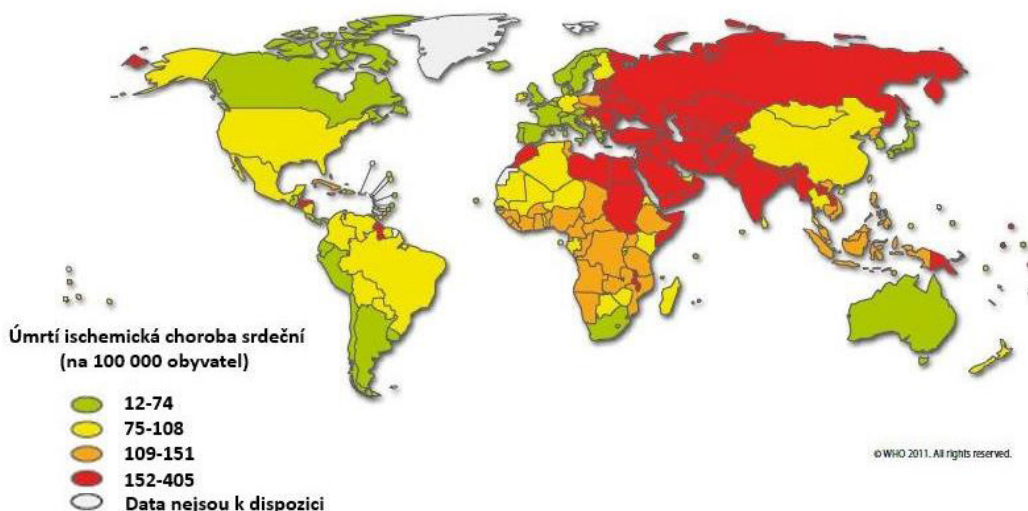 Úmrtí ischemická choroba srdeční
(na 100 000 obyvatel)
12-74
75-108
109-151
152-405
Data nejsou k dispozici
© WHO 2011. All rights reserved.